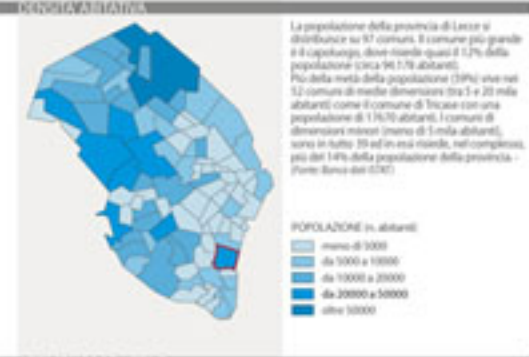 DENSITÀ ABITATIVA
La popolazione della provincia di Lecce si
distribuisce su 97 comuni. Il comune più grande
è il capoluogo, dove risiede quasi il 12% della
popolazione (circa 94.178 abitanti).
Più della metà della popolazione (59%) vive nei
52 comuni di medie dimensioni (tra 5 e 20 mila
abitanti) come il comune di Tricase con una
popolazione di 17670 abitanti. I comuni di
dimensioni minori (meno di 5 mila abitanti),
sono in tutto 39 ed in essi risiede, nel complesso,
più del 14% della popolazione della provincia. -
(Fonte: Banca dati
POPOLAZIONE (n. abitanti)
meno di 5000
da 5000 a 10000
da 10000 a 20000
da 20000 a 50000
oltre 50000